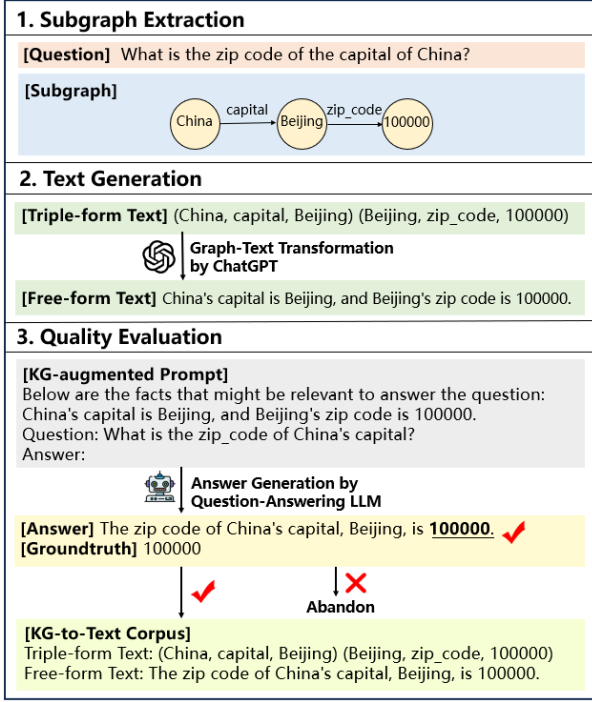 1. Subgraph Extraction
[Question] What is the zip code of the capital of China?
[Subgraph]
China
capital
Beijing
zip_code
100000
2. Text Generation
[Triple-form Text] (China, capital, Beijing) (Beijing, zip_code, 100000)
Graph-Text Transformation
by ChatGPT
[Free-form Text] China's capital is Beijing, and Beijing's zip code is 100000.
3. Quality Evaluation
[KG-augmented Prompt]
Below are the facts that might be relevant to answer the question:
China's capital is Beijing, and Beijing's zip code is 100000.
Question: What is the zip_code of China's capital?
Answer:
Answer Generation by
Question-Answering LLM
[Answer] The zip code of China's capital, Beijing, is 100000.
[Groundtruth] 100000
Abandon
[KG-to-Text Corpus]
Triple-form Text: (China, capital, Beijing) (Beijing, zip_code, 100000)
Free-form Text: The zip code of China's capital, Beijing, is 100000.